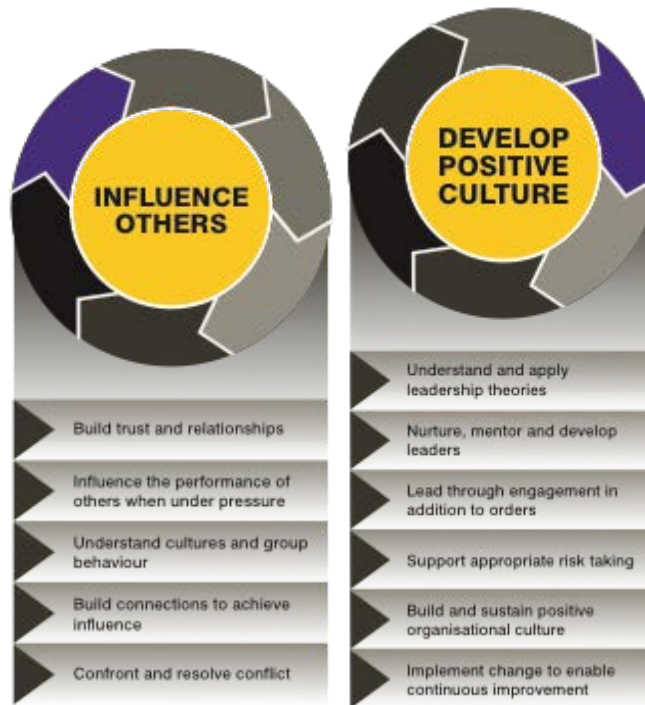 INFLUENCE
OTHERS
Build trust and relationships
Influence the performance of
others when under pressure
Understand cultures and group
behaviour
Build connections to achieve
influence
Confront and resolve conflict
DEVELOP
POSITIVE
CULTURE
Understand and apply
leadership theories
Nurture, mentor and develop
leaders
Lead through engagement in
addition to orders
Support appropriate risk taking
Build and sustain positive
organisational culture
Implement change to enable
continuous improvement